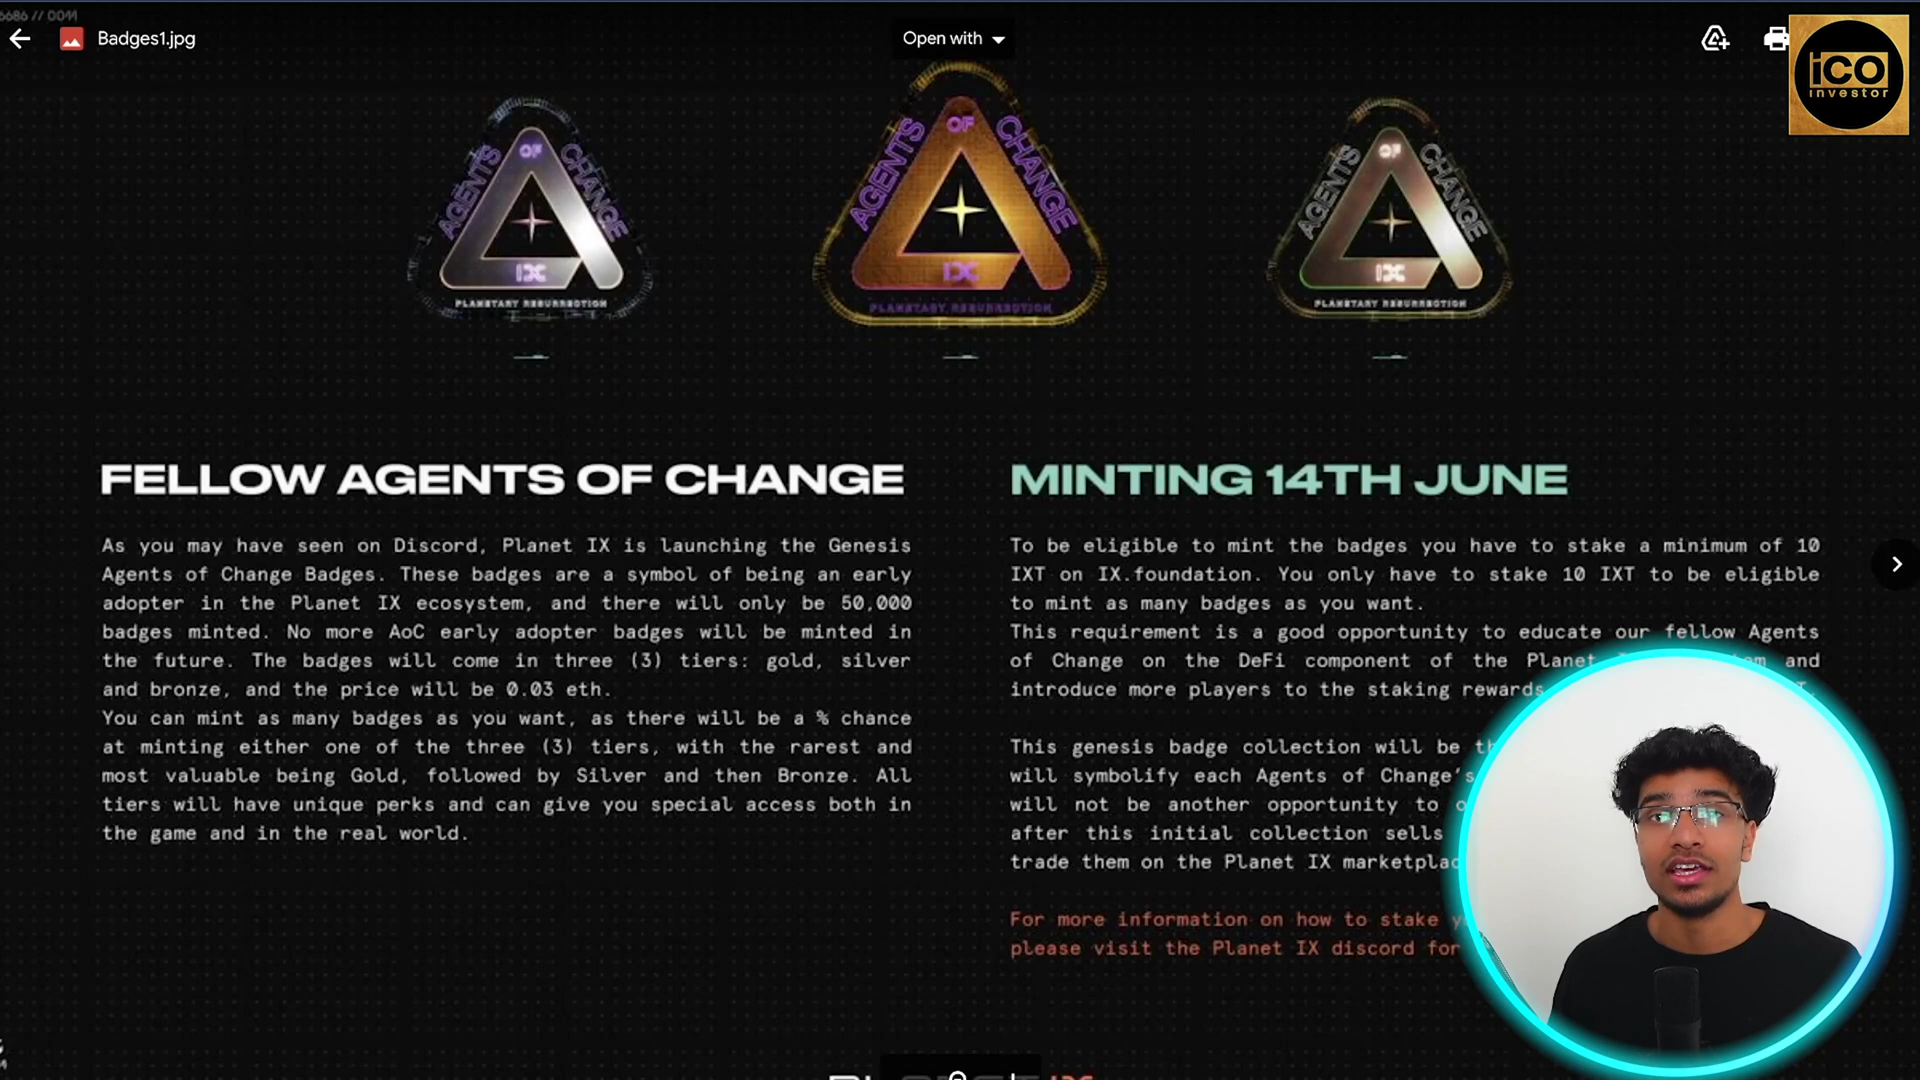 6686 // 0044
Badges1.jpg
Open with
iCO
investor
AGENTS OF CHANGE
IX
PLANETARY RESURRECTION
AGENTS OF CHANGE
IX
PLANETARY RESURRECTION
AGENTS OF CHANGE
IX
PLANETARY RESURRECTION
FELLOW AGENTS OF CHANGE
As you may have seen on Discord, Planet IX is launching the Genesis
Agents of Change Badges. These badges are a symbol of being an early
adopter in the Planet IX ecosystem, and there will only be 50,000
badges minted. No more AoC early adopter badges will be minted in
the future. The badges will come in three (3) tiers: gold, silver
and bronze, and the price will be 0.03 eth.
You can mint as many badges as you want, as there will be a % chance
at minting either one of the three (3) tiers, with the rarest and
most valuable being Gold, followed by Silver and then Bronze. All
tiers will have unique perks and can give you special access both in
the game and in the real world.
MINTING 14TH JUNE
To be eligible to mint the badges you have to stake a minimum of 10
IXT on IX.foundation. You only have to stake 10 IXT to be eligible
to mint as many badges as you want.
This requirement is a good opportunity to educate our fellow Agents
of Change on the DeFi component of the Planet and
introduce more players to the staking rewards
This genesis badge collection will be
will symbolify each Agents of Change's
will not be another opportunity to
after this initial collection sells
trade them on the Planet IX
For more information on how to stake
please visit the Planet IX discord for